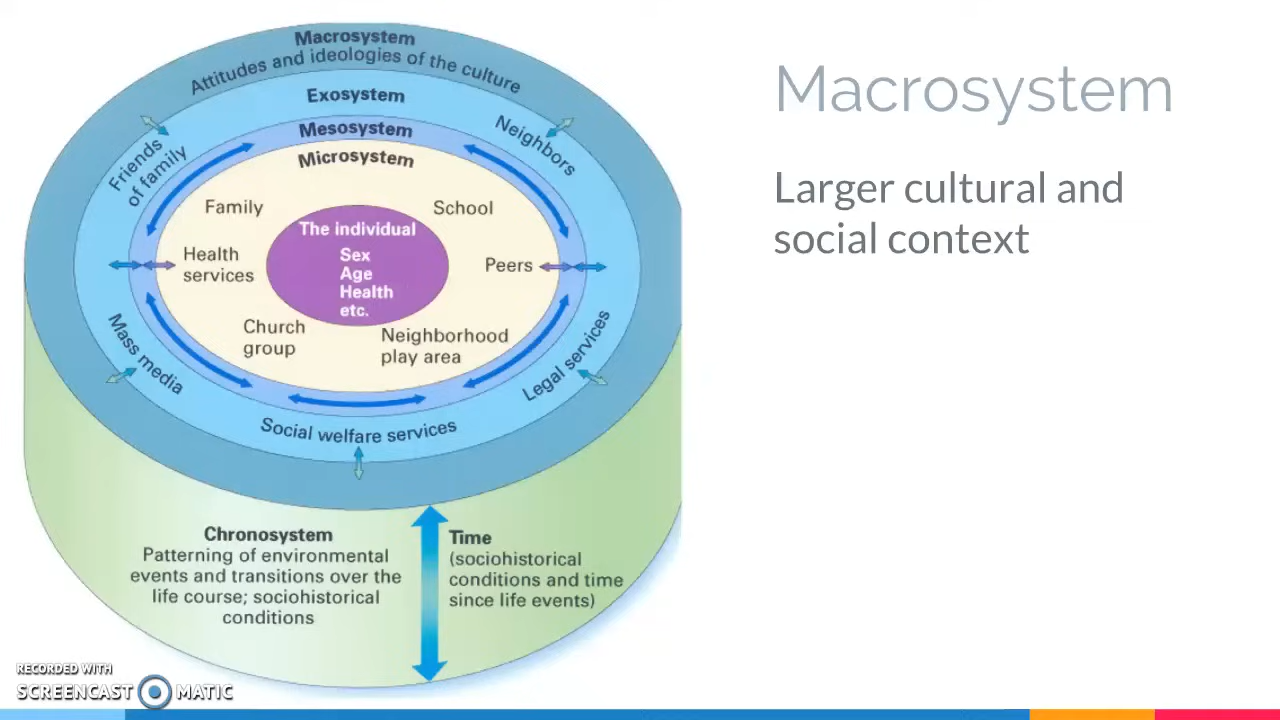 Macrosystem
Attitudes and ideologies of the culture
Exosystem
Mesosystem
Microsystem
Friends
of family
Neighbors
Family
School
The individual
Sex
Age
Health
etc.
Health
services
Peers
Church
group
Neighborhood
play area
Mass media
Legal services
Social welfare services
Chronosystem
Patterning of environmental
events and transitions over the
life course; sociohistorical
conditions
Time
(sociohistorical
conditions and time
since life events)
Macrosystem
Larger cultural and
social context
RECORDED WITH
SCREENCAST MATIC